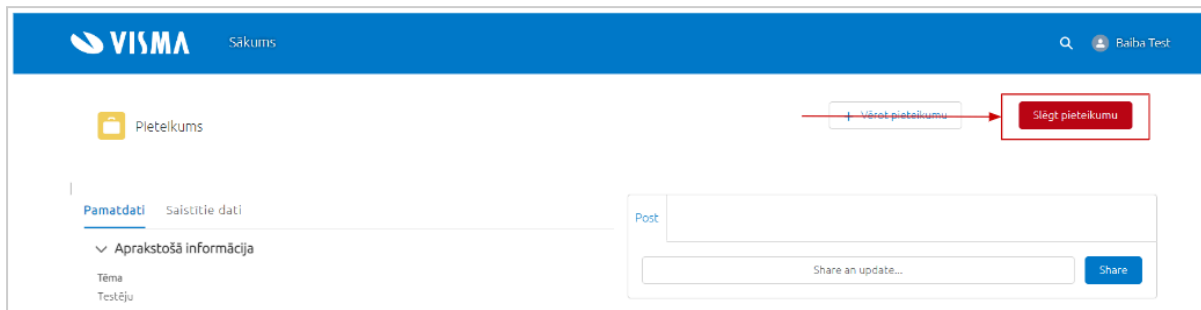 VISMA Sākums Baiba Test
Pieteikums + Vērot pieteikumu Slēgt pieteikumu
Pamatdati Saistītie dati
Post
Aprakstošā informācija
Tēma
Share an update... Share
Testēju